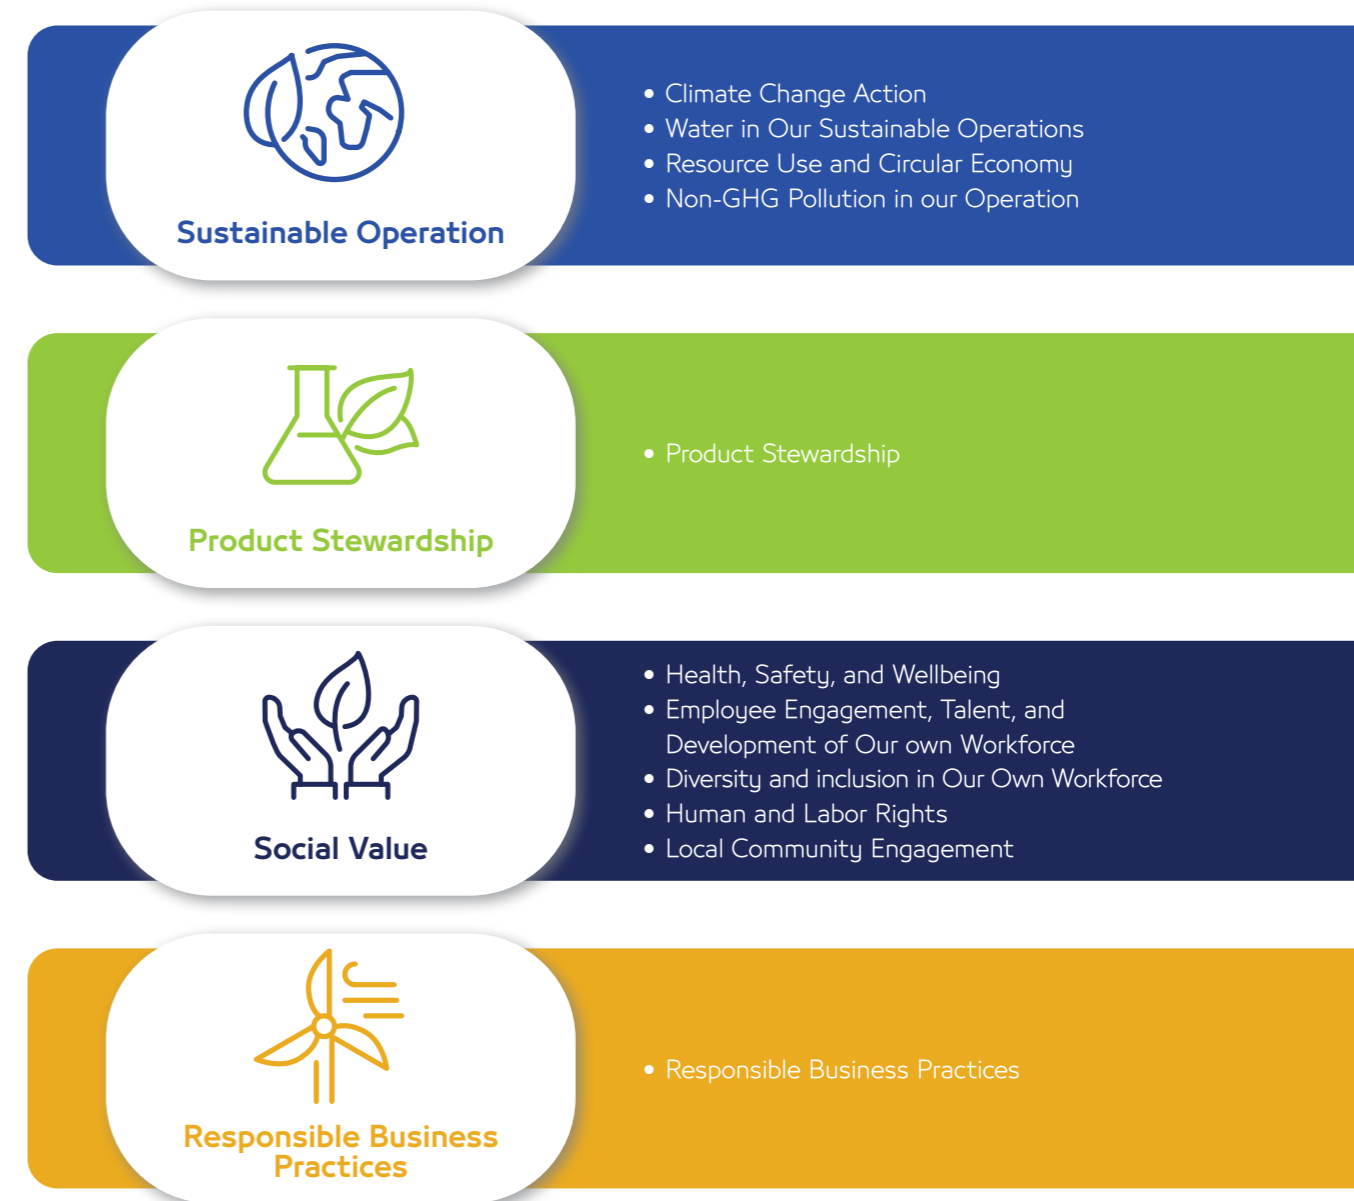 Sustainable Operation
• Climate Change Action
• Water in Our Sustainable Operations
• Resource Use and Circular Economy
• Non-GHG Pollution in our Operation
Product Stewardship
• Product Stewardship
Social Value
• Health, Safety, and Wellbeing
• Employee Engagement, Talent, and
Development of Our own Workforce
• Diversity and inclusion in Our Own Workforce
• Human and Labor Rights
• Local Community Engagement
Responsible Business
Practices
• Responsible Business Practices